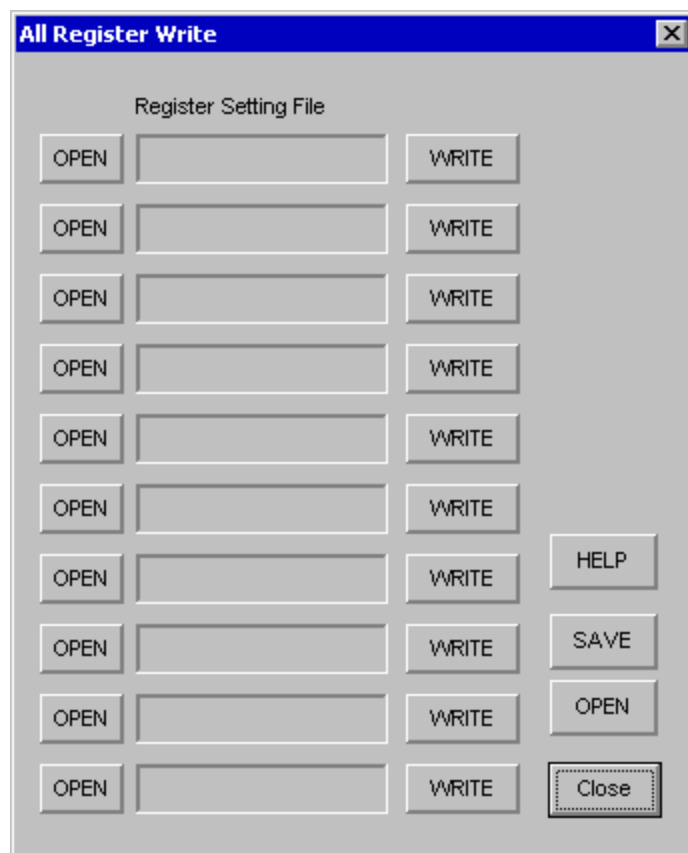 All Register Write
Register Setting File
OPEN WRITE
OPEN WRITE
OPEN WRITE
OPEN WRITE
OPEN WRITE
OPEN WRITE
HELP
OPEN WRITE
OPEN WRITE SAVE
OPEN WRITE OPEN
OPEN WRITE Close